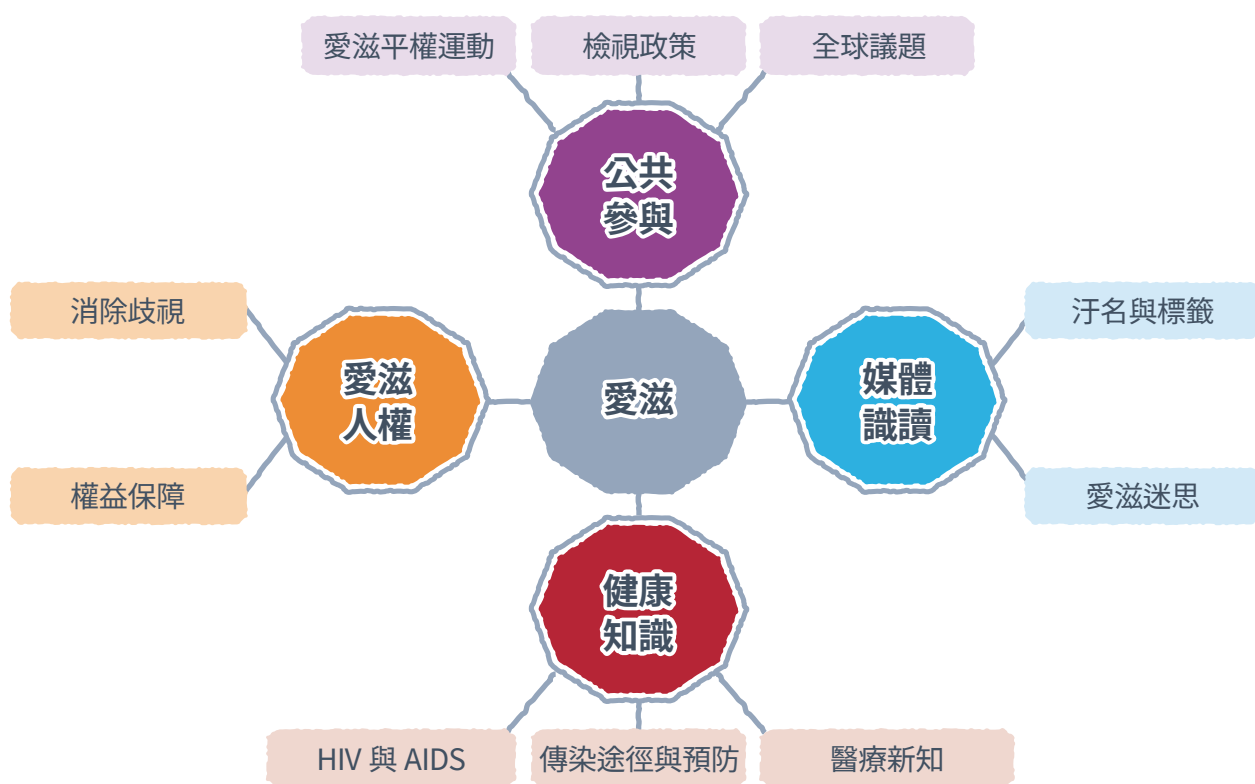 愛滋平權運動
檢視政策
全球議題
公共
參與
消除歧視
汙名與標籤
愛滋
人權
愛滋
媒體
識讀
權益保障
愛滋迷思
健康
知識
HIV 與 AIDS
傳染途徑與預防
醫療新知